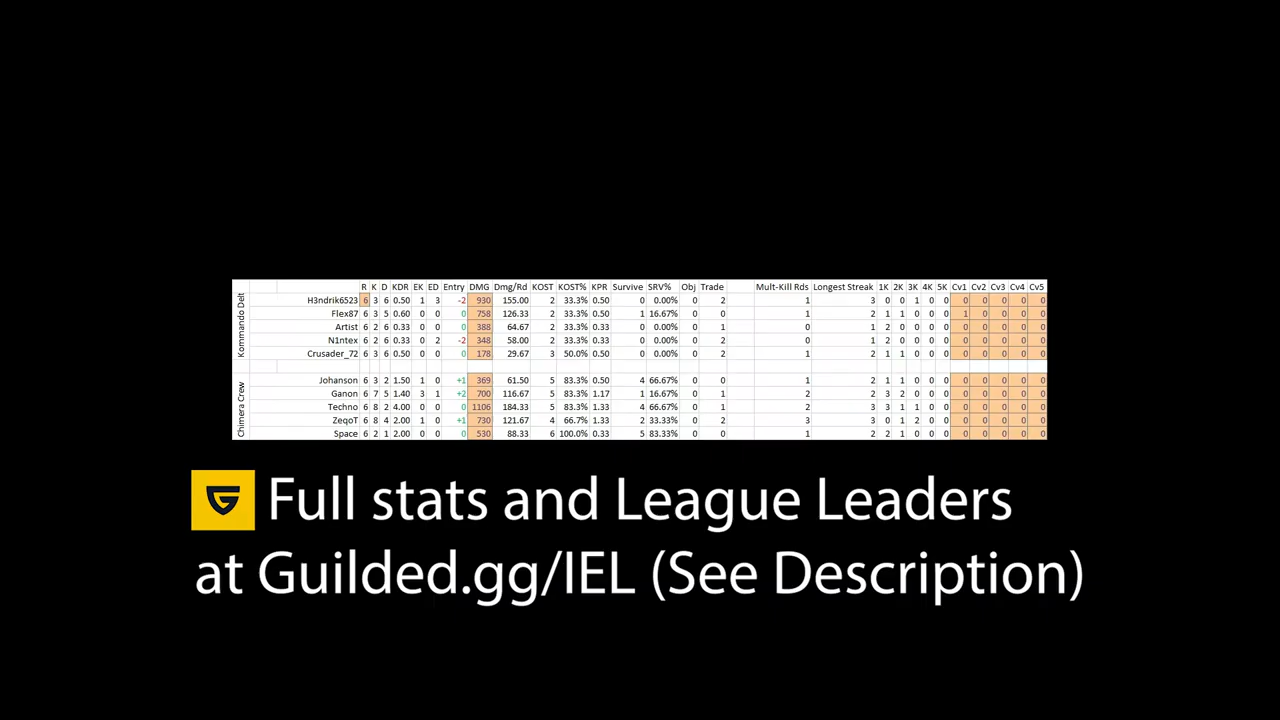 R K D KDR EK ED Entry DMG Dmg/Rd KOST KOST% KPR Survive SRV% Obj Trade Mult-Kill Rds Longest Streak 1K 2K 3K 4K 5K Cv1 Cv2 Cv3 Cv4 Cv5
Kommando Delt
H3ndrik6523 6 3 6 0.50 1 3 -2 930 155.00 2 33.3% 0.50 0 0.00% 0 2 1 3 0 0 1 0 0 0 0 0 0 0
Flex87 6 3 5 0.60 0 0 0 758 126.33 2 33.3% 0.50 1 16.67% 0 1 1 2 1 1 0 0 0 1 0 0 0 0
Artist 6 2 6 0.33 0 0 0 388 64.67 2 33.3% 0.33 0 0.00% 0 1 0 1 2 0 0 0 0 0 0 0 0 0
N1ntex 6 2 6 0.33 0 2 -2 348 58.00 2 33.3% 0.33 0 0.00% 0 2 1 2 0 1 0 0 0 0 0 0 0 0
Crusader_72 6 3 6 0.50 0 0 0 178 29.67 3 50.0% 0.50 0 0.00% 0 2 1 2 1 1 0 0 0 0 0 0 0 0
Chimera Crew
Johanson 6 3 2 1.50 1 0 +1 369 61.50 5 83.3% 0.50 4 66.67% 0 0 1 2 1 1 0 0 0 0 0 0 0 0
Ganon 6 7 5 1.40 3 1 +2 700 116.67 5 83.3% 1.17 1 16.67% 0 2 2 2 3 2 0 0 0 0 0 0 0 0
Techno 6 8 2 4.00 0 0 0 1106 184.33 5 83.3% 1.33 4 66.67% 0 1 2 3 3 1 1 0 0 0 0 0 0 0
ZeqoT 6 8 4 2.00 1 0 +1 730 121.67 4 66.7% 1.33 2 33.33% 0 2 3 3 0 1 2 0 0 0 0 0 0 0
Space 6 2 1 2.00 0 0 0 530 88.33 6 100.0% 0.33 5 83.33% 0 0 1 2 2 1 0 0 0 0 0 0 0 0
Full stats and League Leaders
at Guilded.gg/IEL (See Description)